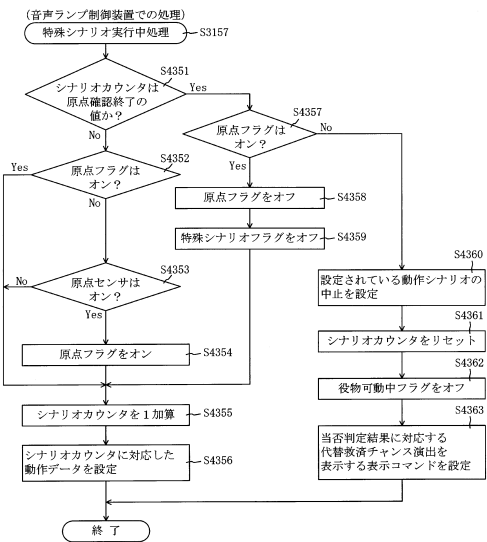 (音声ランプ制御装置での処理)
特殊シナリオ実行中処理
S3157
シナリオカウンタは
原点確認終了の
値か?
S4351
Yes
No
原点フラグは
オン?
S4357
No
Yes
原点フラグは
オン?
S4352
Yes
No
原点フラグをオフ
S4358
特殊シナリオフラグをオフ
S4359
原点センサは
オン?
S4353
No
Yes
設定されている動作シナリオの
中止を設定
S4360
シナリオカウンタをリセット
S4361
原点フラグをオン
S4354
役物可動中フラグをオフ
S4362
シナリオカウンタを1加算
S4355
当否判定結果に対応する
代替救済チャンス演出を
表示する表示コマンドを設定
S4363
シナリオカウンタに対応した
動作データを設定
S4356
終了